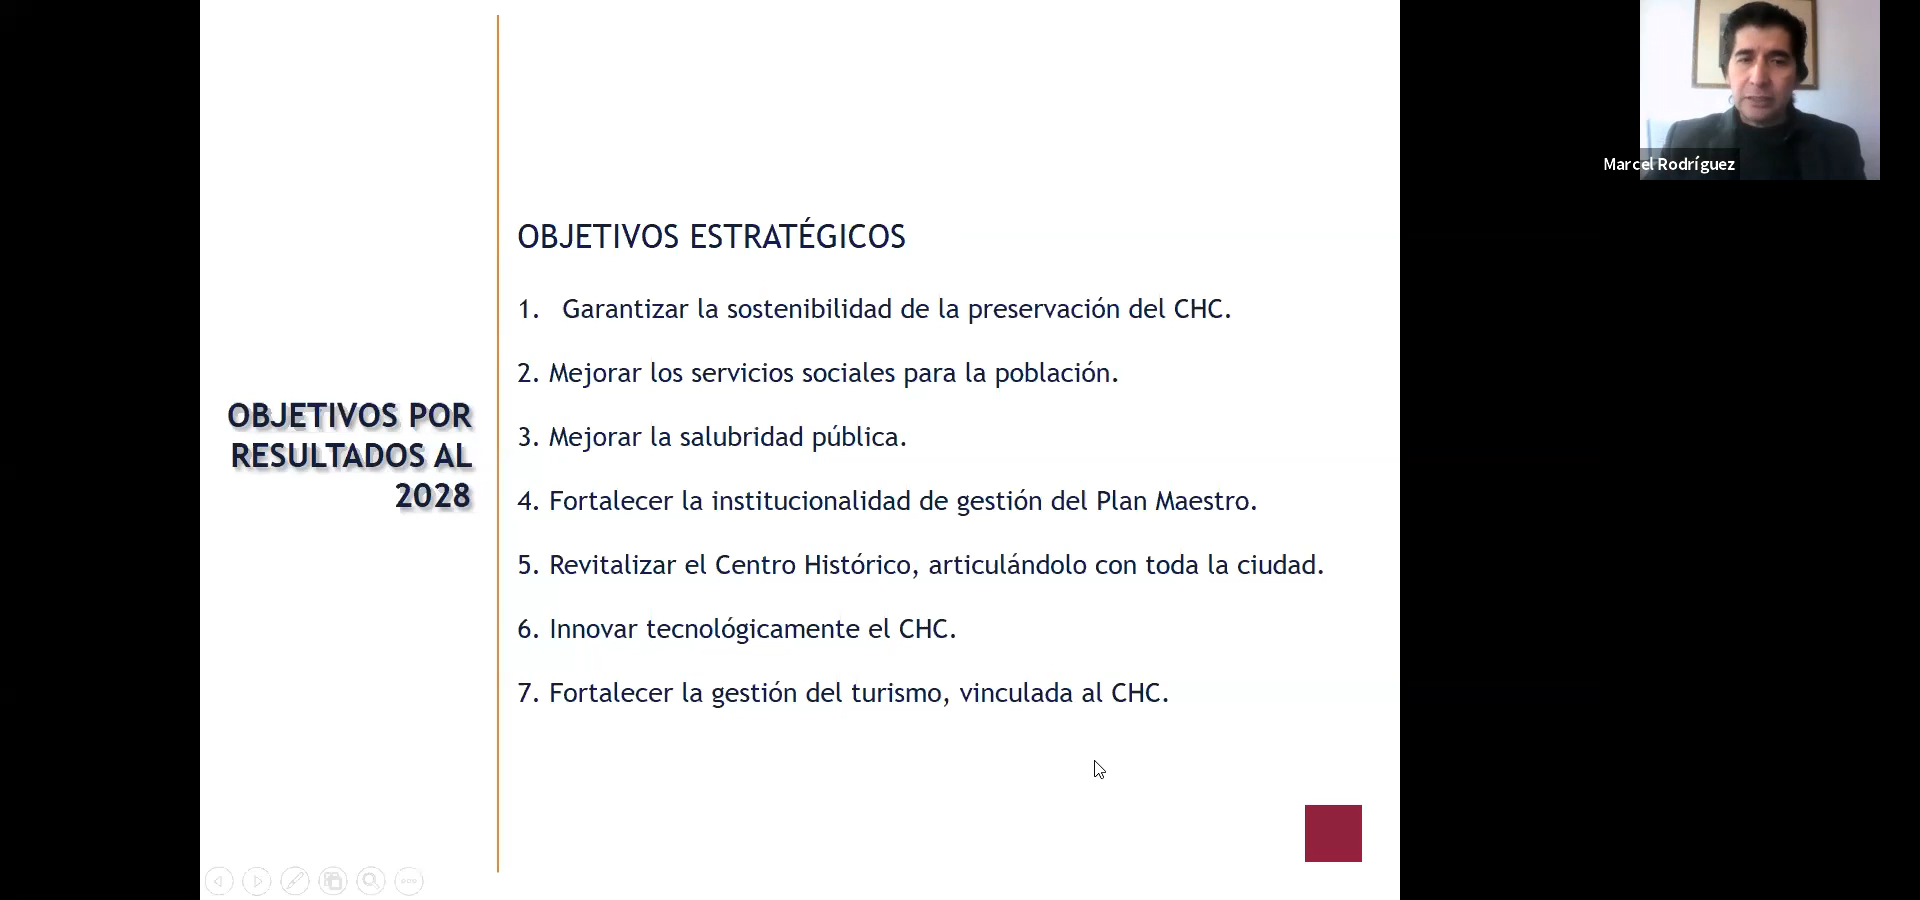 OBJETIVOS POR
RESULTADOS AL
2028
OBJETIVOS ESTRATÉGICOS
1. Garantizar la sostenibilidad de la preservación del CHC.
2. Mejorar los servicios sociales para la población.
3. Mejorar la salubridad pública.
4. Fortalecer la institucionalidad de gestión del Plan Maestro.
5. Revitalizar el Centro Histórico, articulándolo con toda la ciudad.
6. Innovar tecnológicamente el CHC.
7. Fortalecer la gestión del turismo, vinculada al CHC.
Marcel Rodríguez